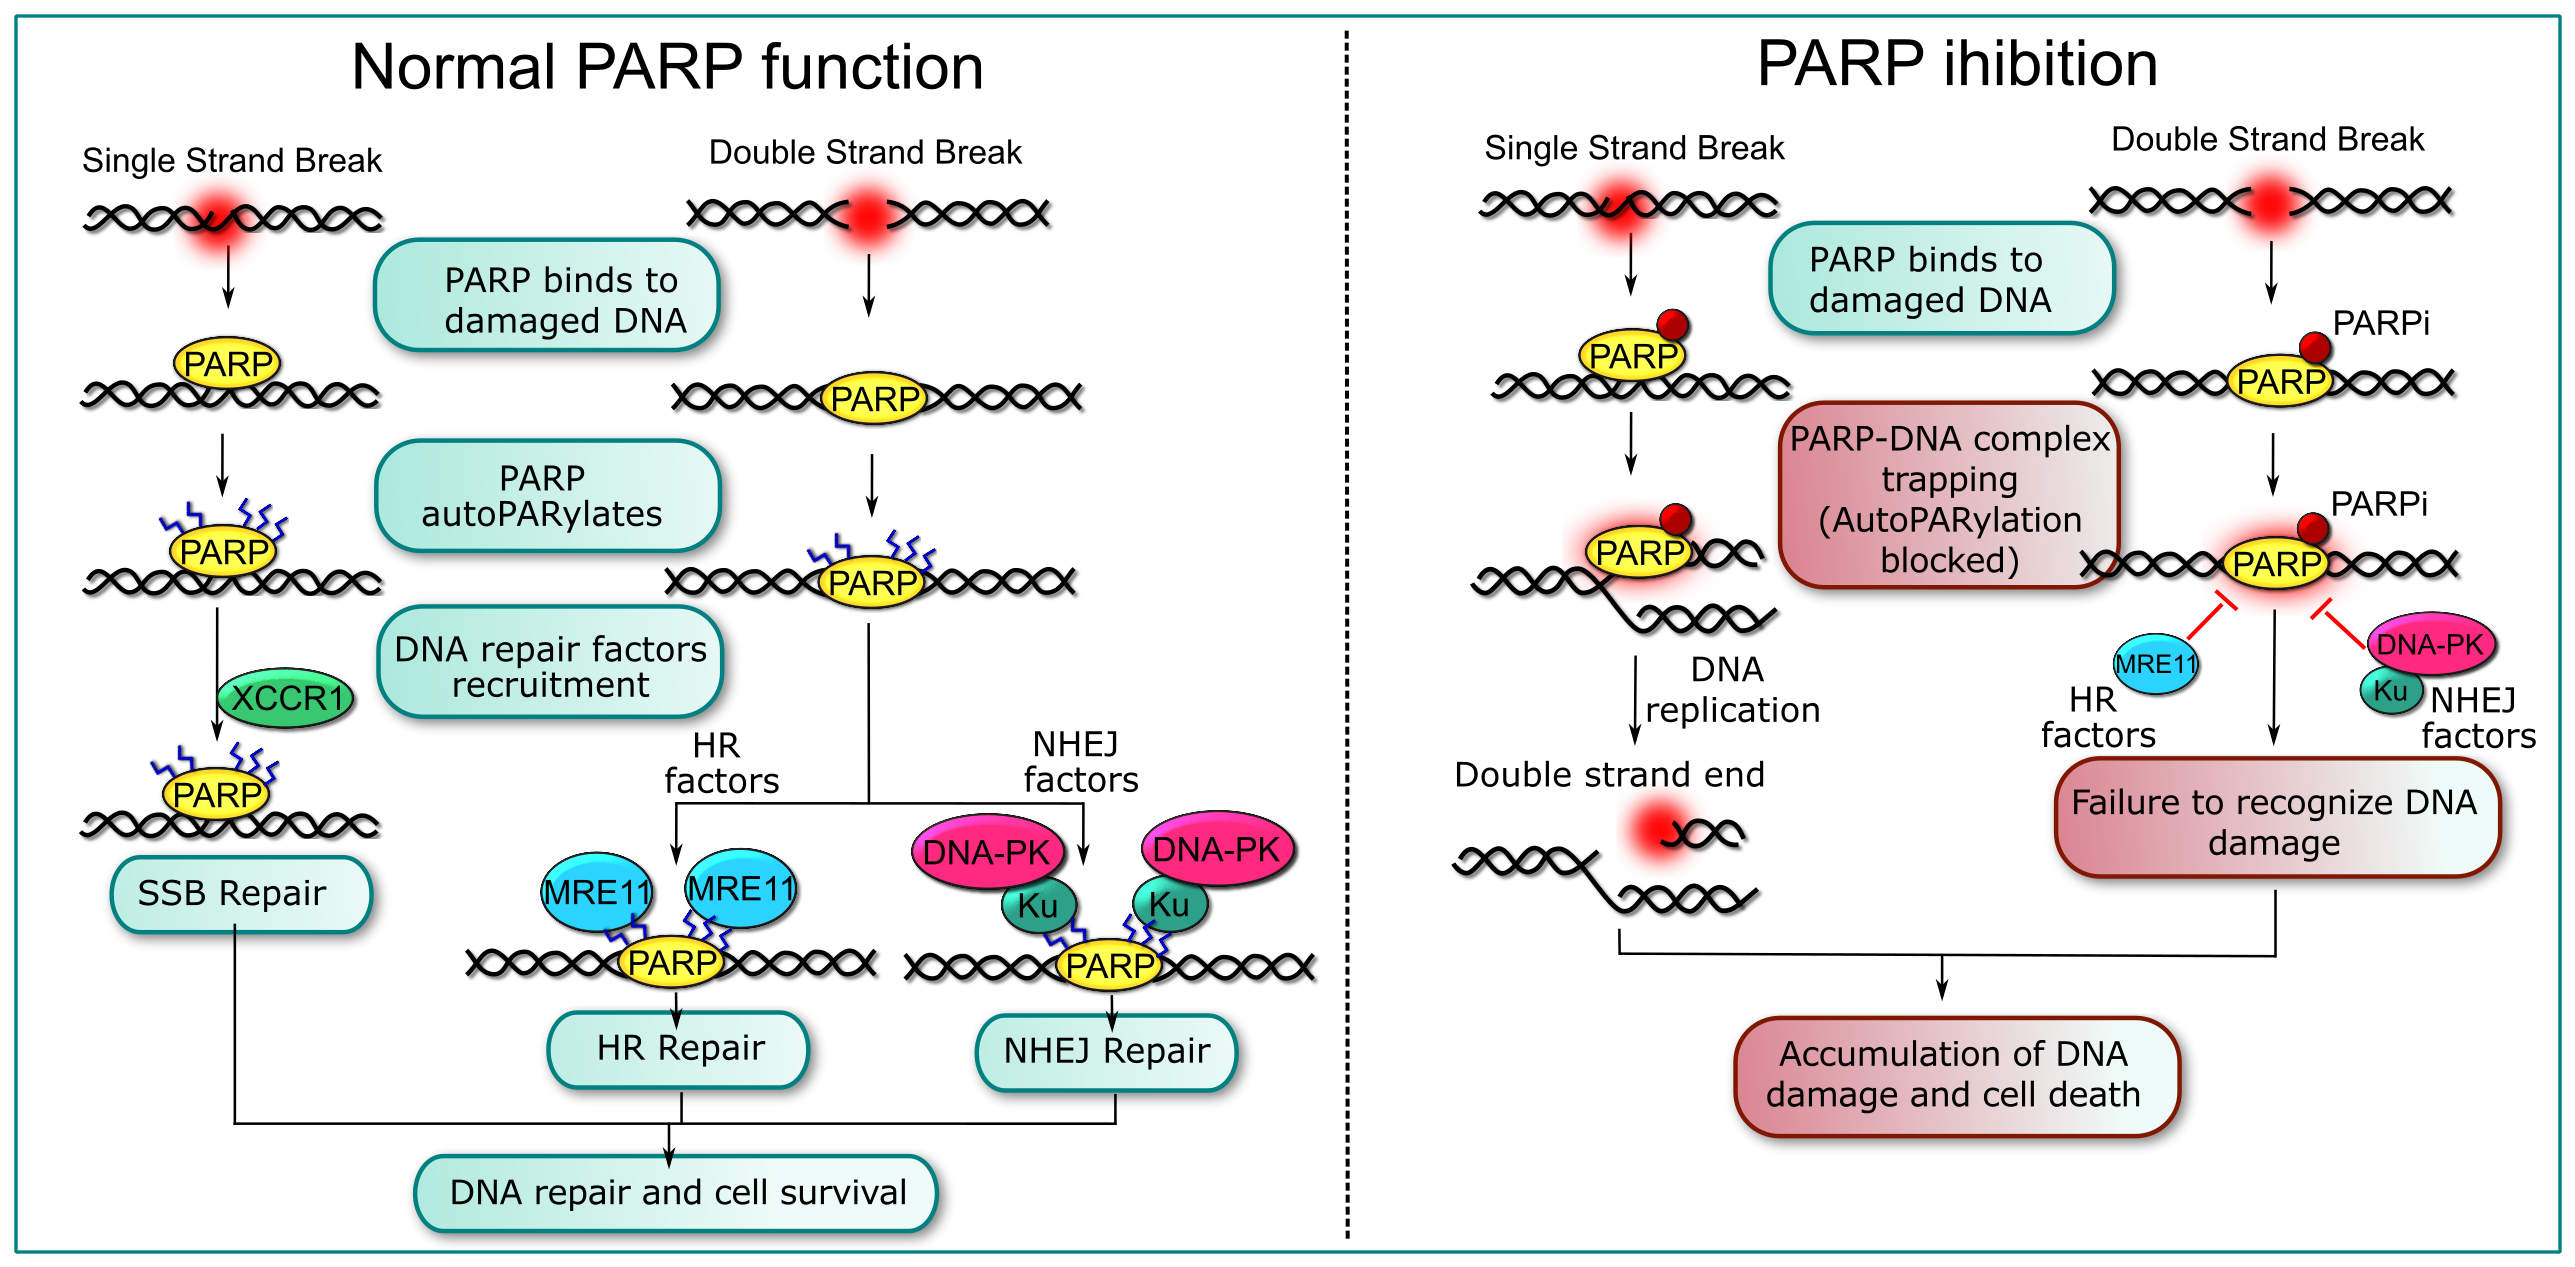 Normal PARP function
Single Strand Break
Double Strand Break
PARP binds to
damaged DNA
PARP
PARP
PARP
autoPARylates
PARP
PARP
DNA repair factors
recruitment
XCCR1
PARP
SSB Repair
HR
factors
NHEJ
factors
MRE11
MRE11
PARP
DNA-PK
DNA-PK
Ku
Ku
PARP
HR Repair
NHEJ Repair
DNA repair and cell survival
PARP ihibition
Single Strand Break
Double Strand Break
PARP binds to
damaged DNA
PARP
PARPi
PARP
PARP-DNA complex
trapping
(AutoPARylation
blocked)
PARP
PARPi
PARP
DNA
replication
MRE11
HR
factors
DNA-PK
Ku
NHEJ
factors
Double strand end
Failure to recognize DNA
damage
Accumulation of DNA
damage and cell death